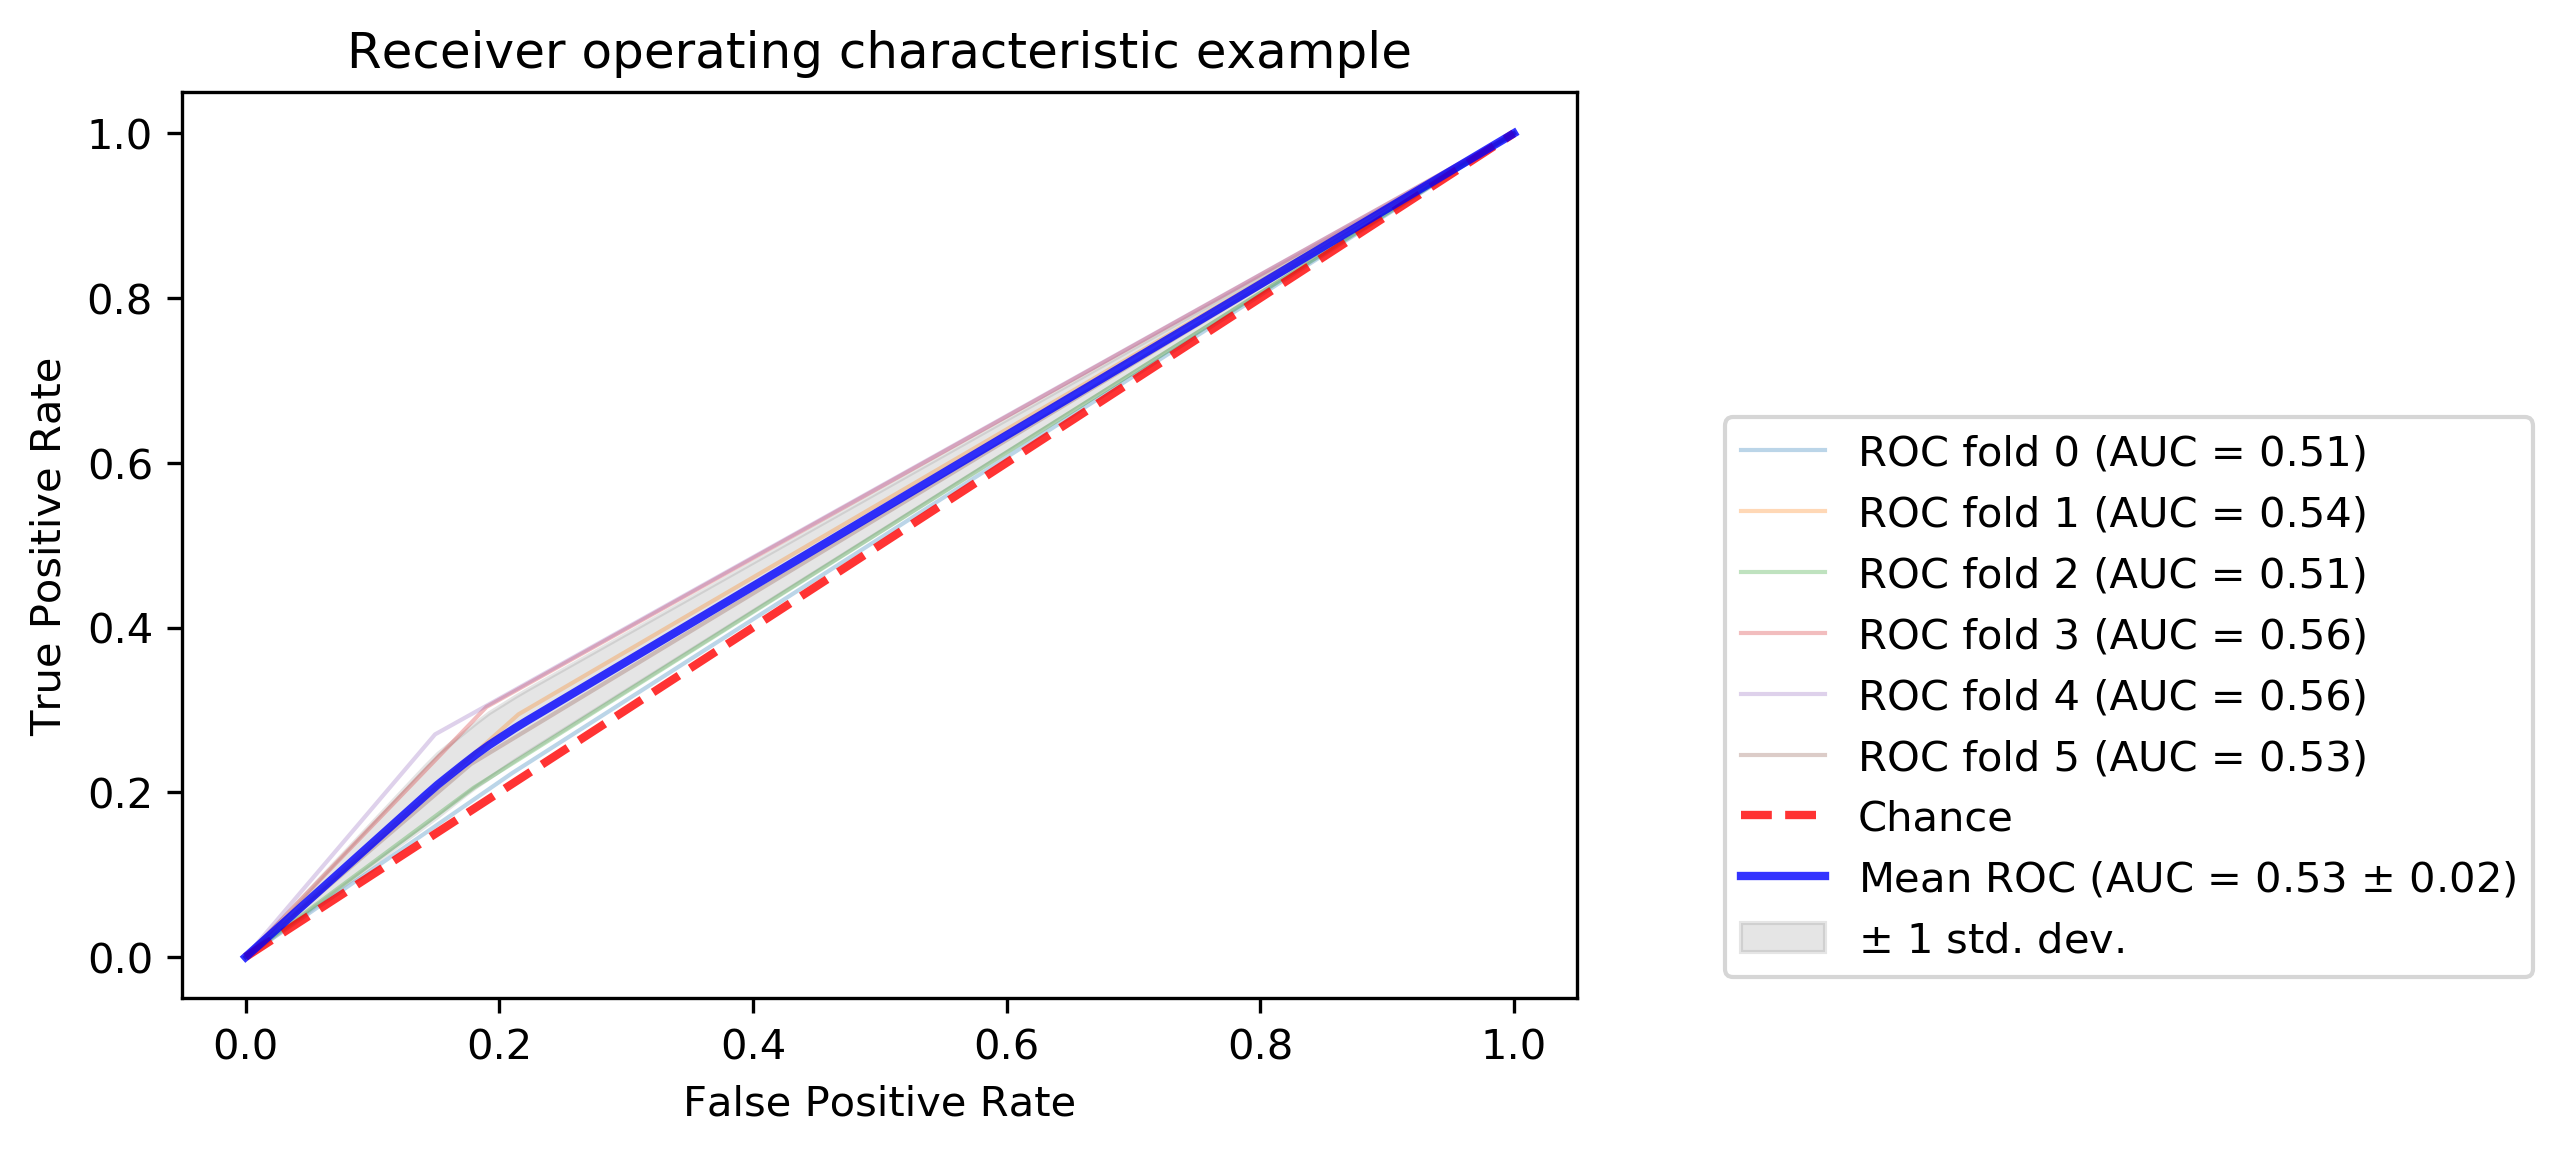 Receiver operating characteristic example
True Positive Rate
1.0
0.8
0.6
0.4
0.2
0.0
0.0 0.2 0.4 0.6 0.8 1.0
False Positive Rate
ROC fold 0 (AUC = 0.51)
ROC fold 1 (AUC = 0.54)
ROC fold 2 (AUC = 0.51)
ROC fold 3 (AUC = 0.56)
ROC fold 4 (AUC = 0.56)
ROC fold 5 (AUC = 0.53)
Chance
Mean ROC (AUC = 0.53 ± 0.02)
± 1 std. dev.